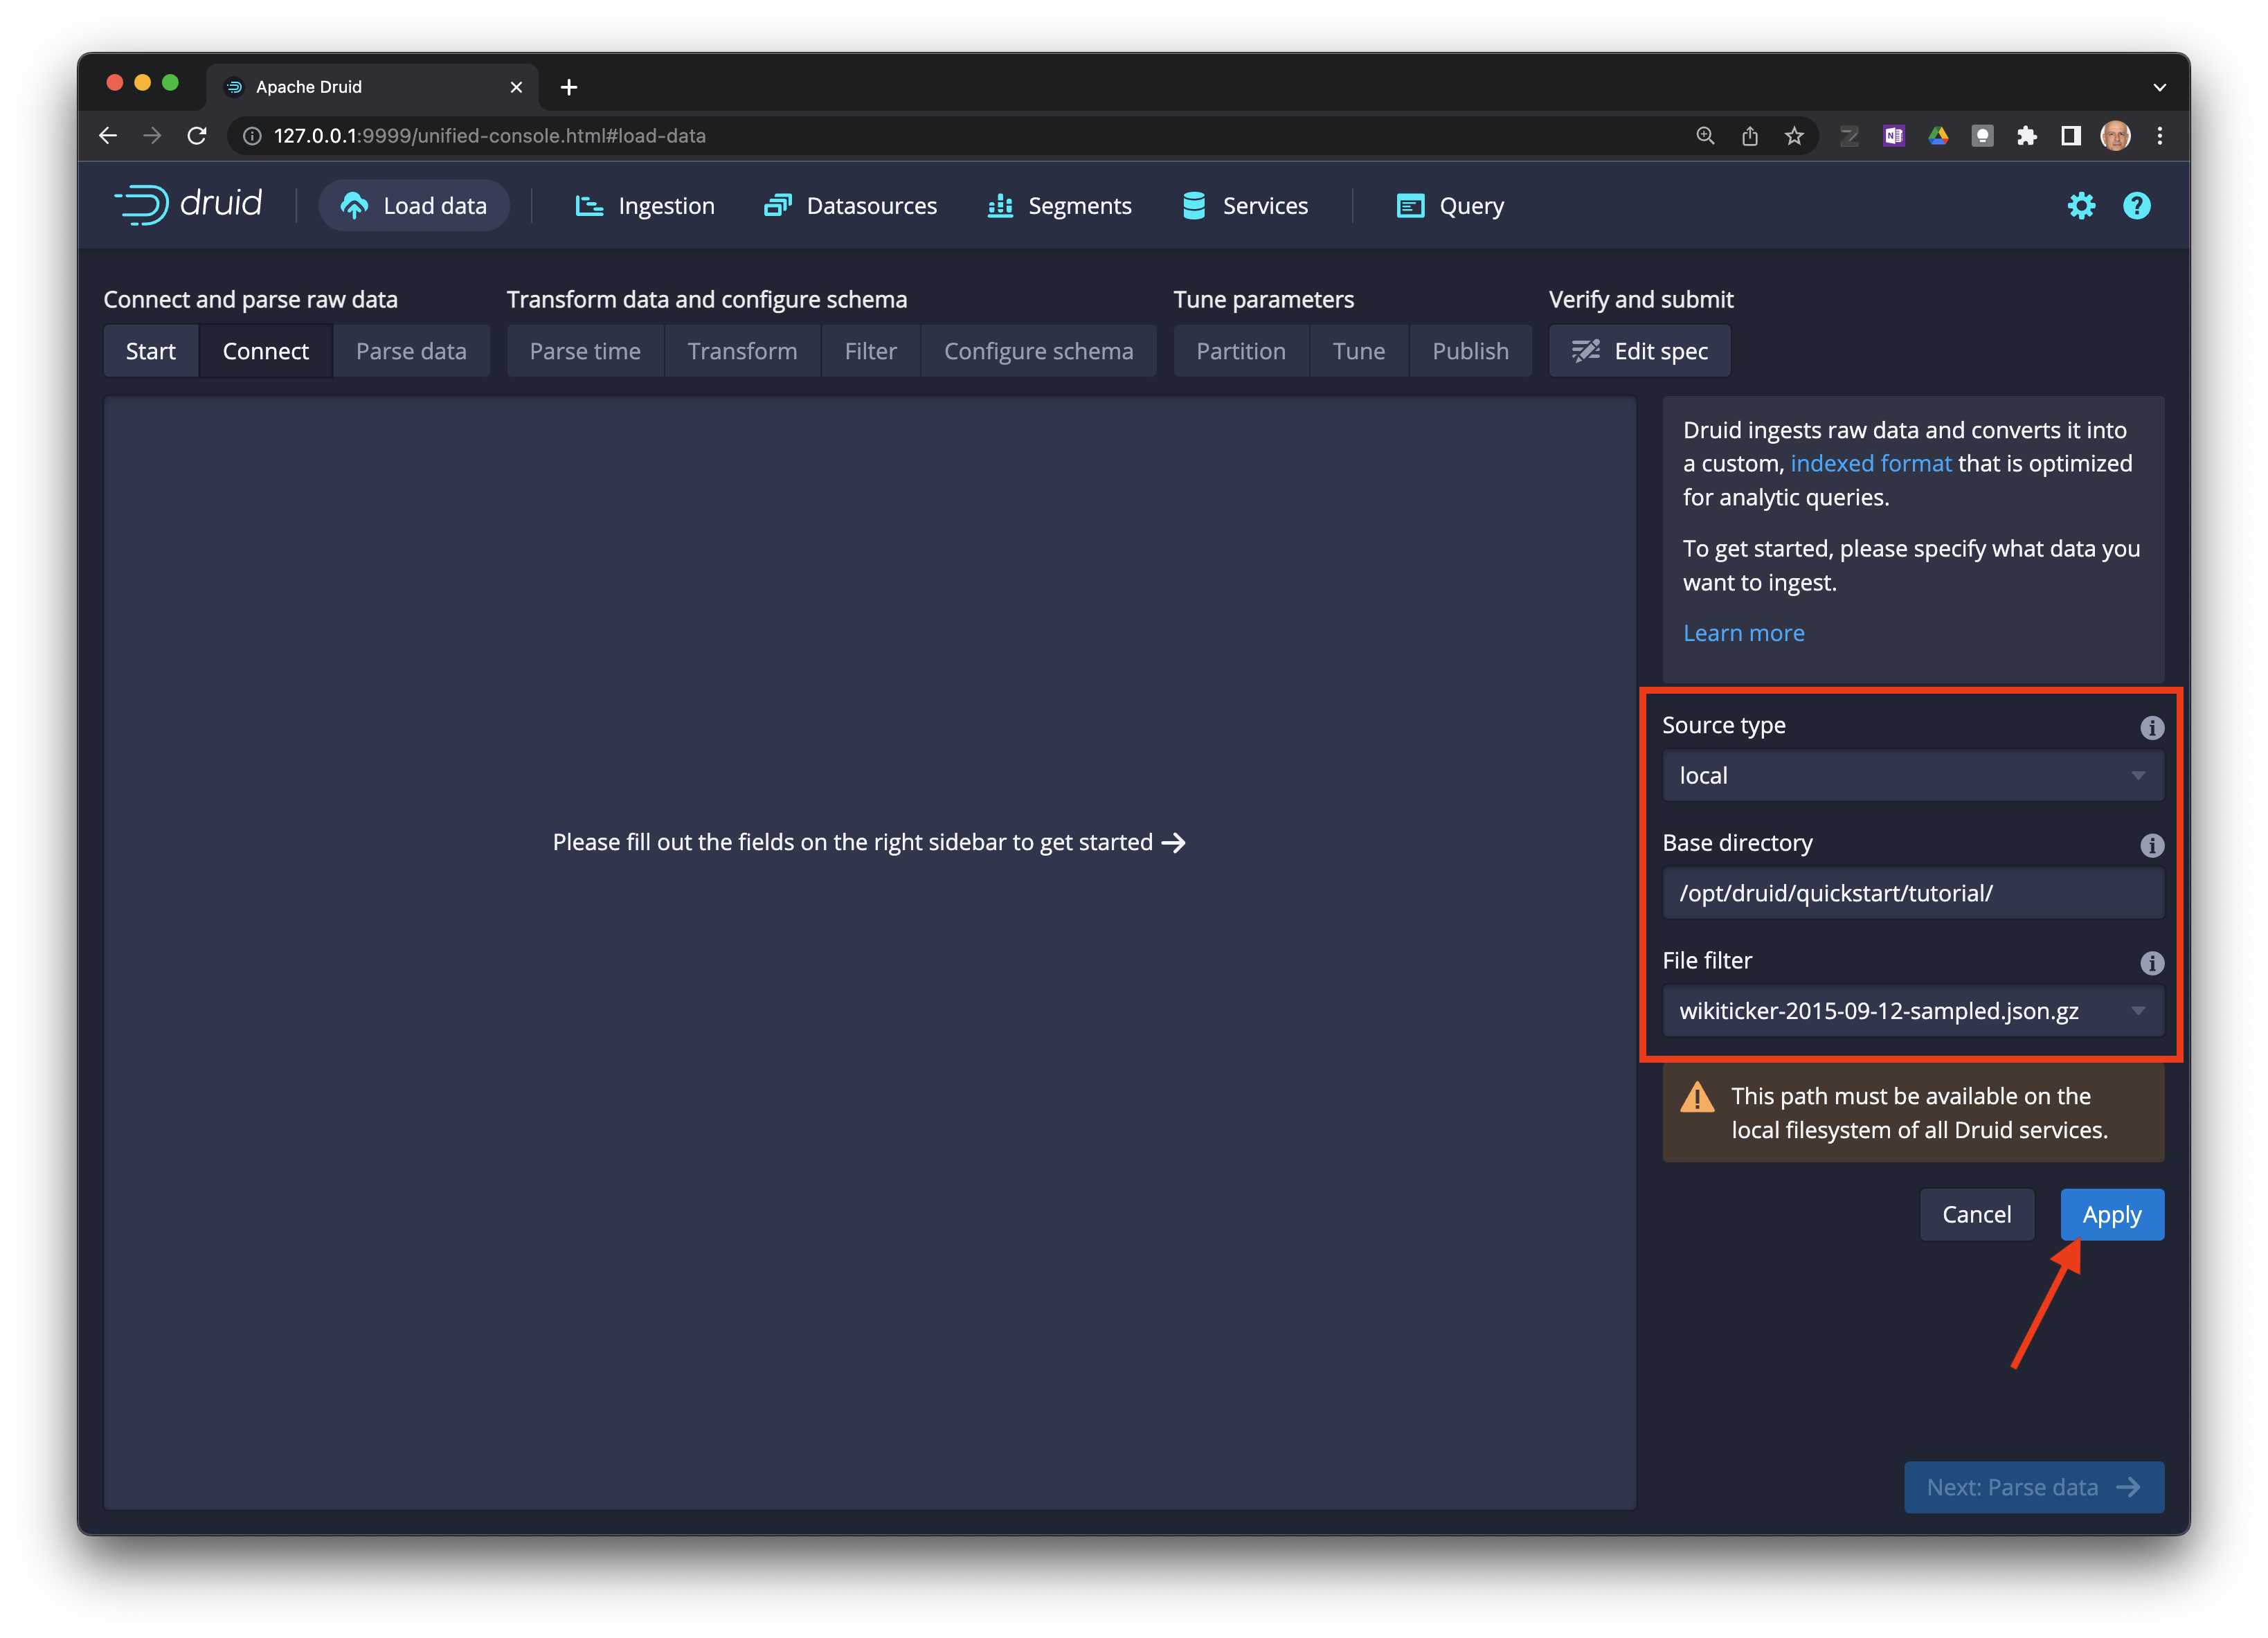 Apache Druid
127.0.0.1:9999/unified-console.html#load-data
druid
Load data
Ingestion
Datasources
Segments
Services
Query
Connect and parse raw data
Transform data and configure schema
Tune parameters
Verify and submit
Start
Connect
Parse data
Parse time
Transform
Filter
Configure schema
Partition
Tune
Publish
Edit spec
Please fill out the fields on the right sidebar to get started
Druid ingests raw data and converts it into
a custom, indexed format that is optimized
for analytic queries.
To get started, please specify what data you
want to ingest.
Learn more
Source type
local
Base directory
/opt/druid/quickstart/tutorial/
File filter
wikiticker-2015-09-12-sampled.json.gz
This path must be available on the
local filesystem of all Druid services.
Cancel
Apply
Next: Parse data